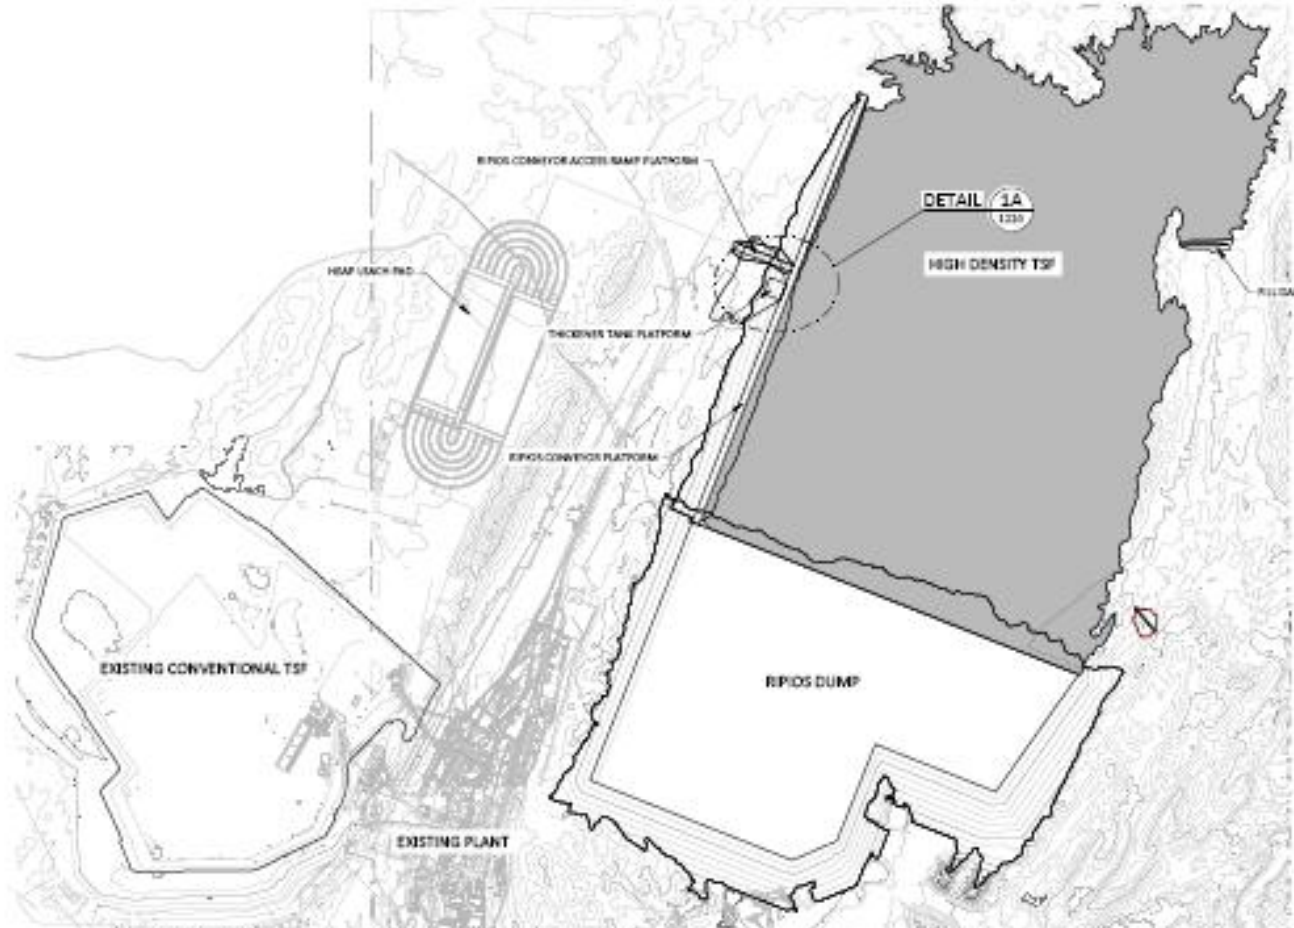 RIPIOS CONVEYOR ACCESS RAMP PLATFORM
DETAIL 1A
HIGH DENSITY TSF
HEAP LEACH PAD
THICKENER TANK PLATFORM
RIPIOS CONVEYOR PLATFORM
EXISTING CONVENTIONAL TSF
RIPIOS DUMP
EXISTING PLANT